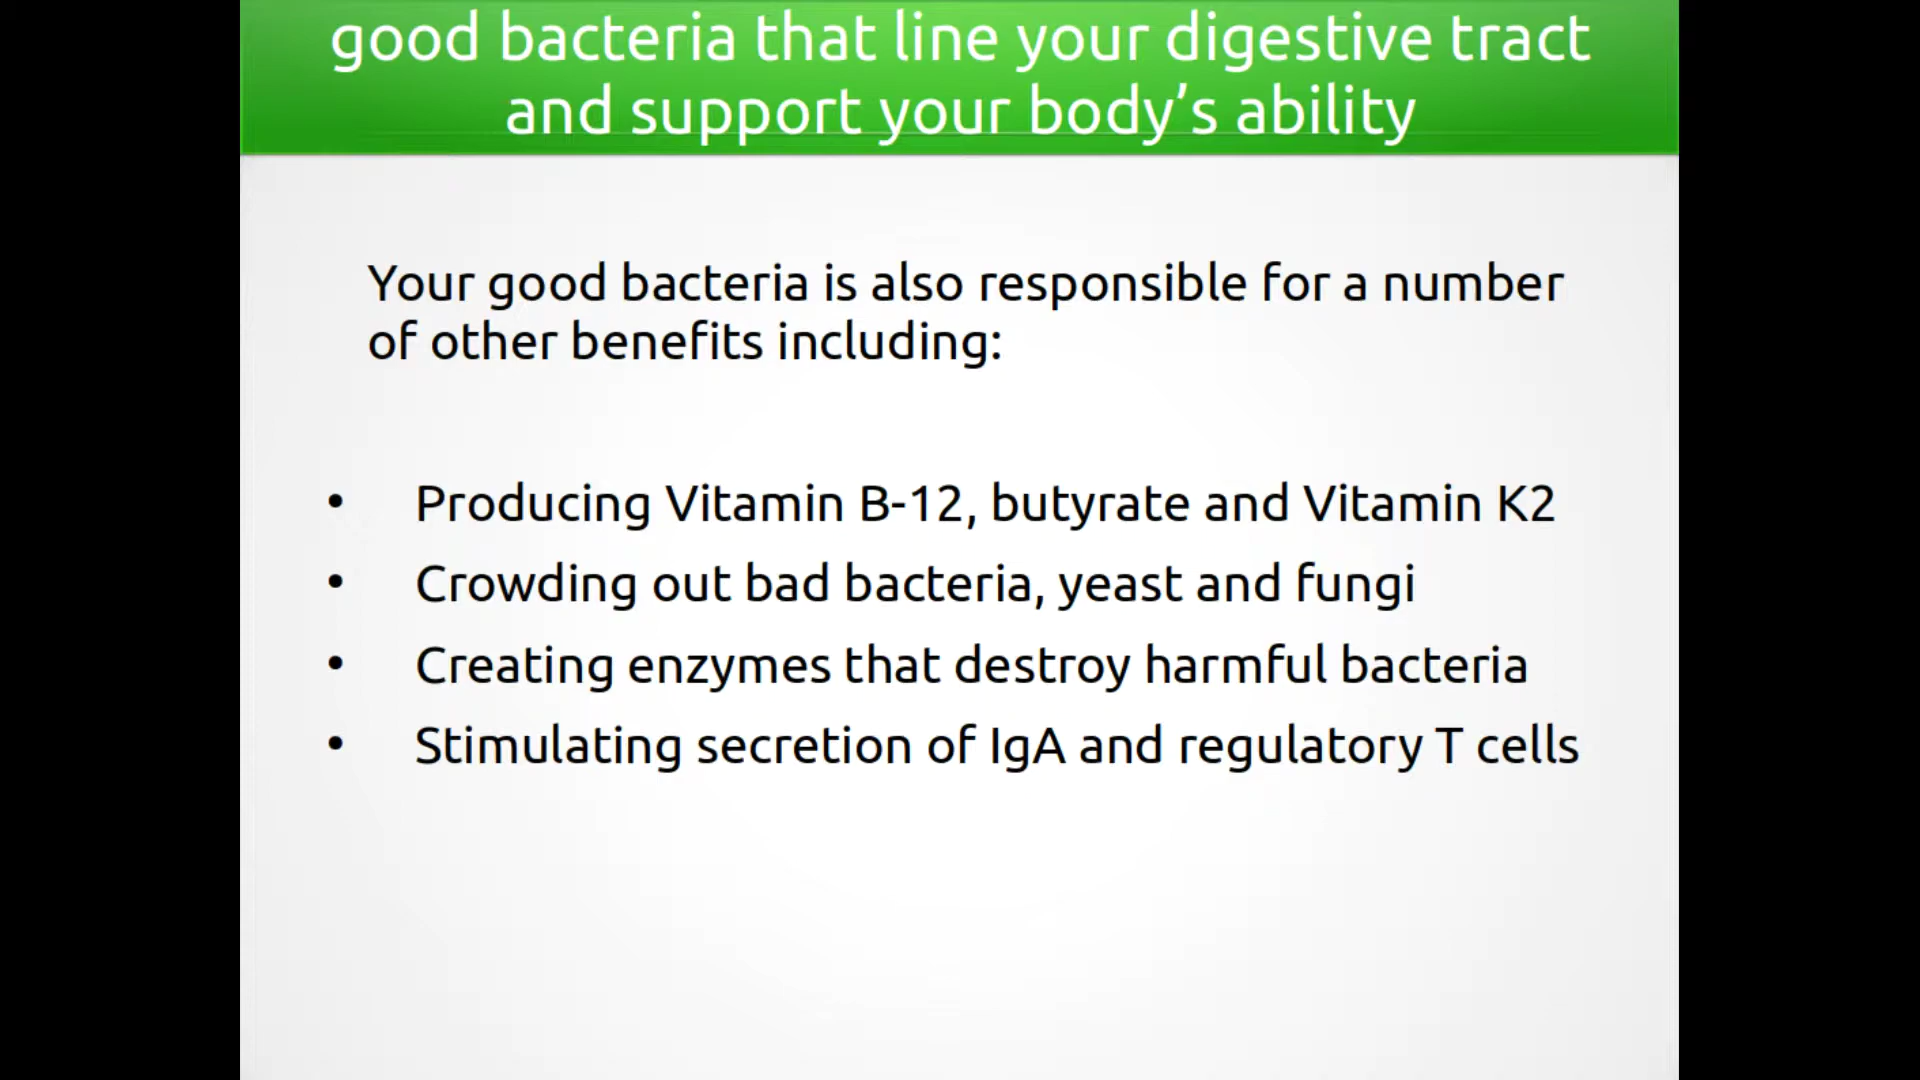 good bacteria that line your digestive tract
and support your body’s ability
Your good bacteria is also responsible for a number
of other benefits including:
• Producing Vitamin B-12, butyrate and Vitamin K2
• Crowding out bad bacteria, yeast and fungi
• Creating enzymes that destroy harmful bacteria
• Stimulating secretion of IgA and regulatory T cells